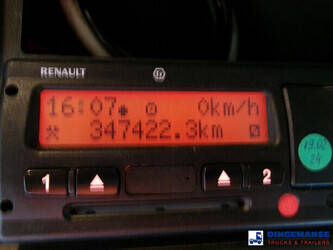 RENAULT
16:07 0km/h
347422.3km
1 2
DINGEMANSE
TRUCKS & TRAILERS